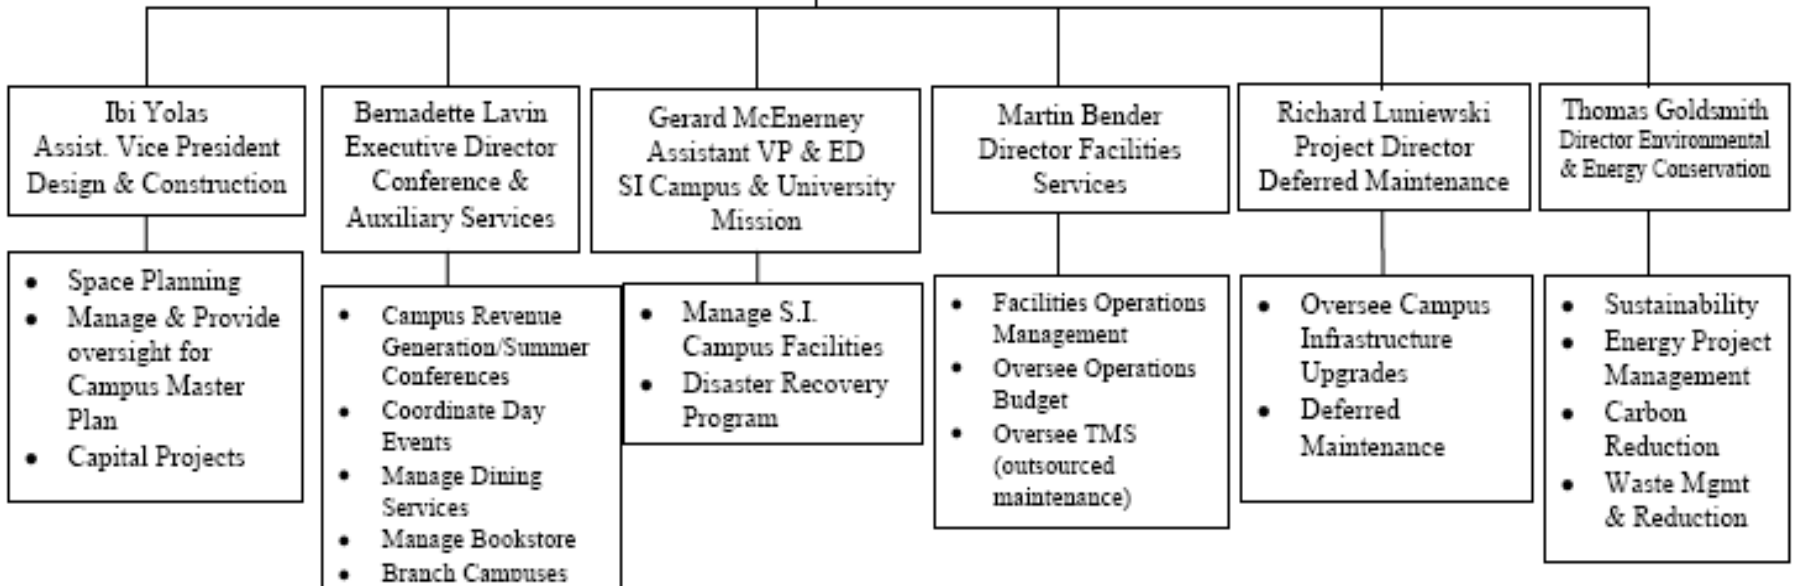 Ibi Yolas
Assist. Vice President
Design & Construction
Bernadette Lavin
Executive Director
Conference &
Auxiliary Services
Gerard McEnerney
Assistant VP & ED
SI Campus & University
Mission
Martin Bender
Director Facilities
Services
Richard Luniewski
Project Director
Deferred Maintenance
Thomas Goldsmith
Director Environmental
& Energy Conservation
• Space Planning
• Manage & Provide
oversight for
Campus Master
Plan
• Capital Projects
• Campus Revenue
Generation/Summer
Conferences
• Coordinate Day
Events
• Manage Dining
Services
• Manage Bookstore
• Branch Campuses
• Manage S.I.
Campus Facilities
• Disaster Recovery
Program
• Facilities Operations
Management
• Oversee Operations
Budget
• Oversee TMS
(outsourced
maintenance)
• Oversee Campus
Infrastructure
Upgrades
• Deferred
Maintenance
• Sustainability
• Energy Project
Management
• Carbon
Reduction
• Waste Mgmt
& Reduction